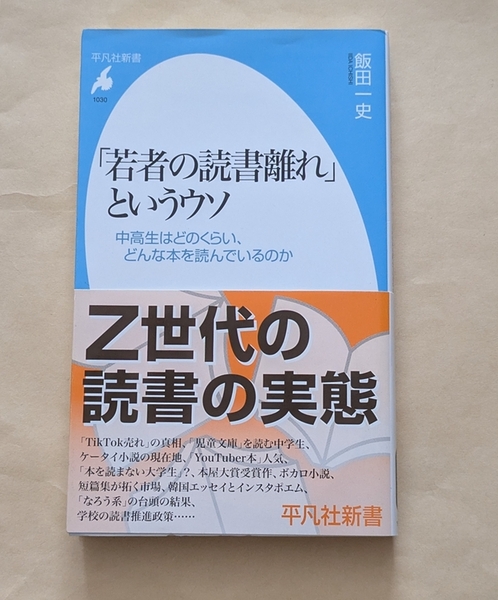 平凡社新書
1030
飯田一史
「若者の読書離れ」
というウソ
中高生はどのくらい、
どんな本を読んでいるのか
Z世代の
読書の実態
「TikTok売れ」の真相、「児童文庫」を読む中学生、
ケータイ小説の現在地、「YouTuber本」人気、
「本を読まない大学生」?、本屋大賞受賞作、ボカロ小説、
短篇集が拓く市場、韓国エッセイとインスタポエム、
「なろう系」の台頭の結果、
学校の読書推進政策……
平凡社新書